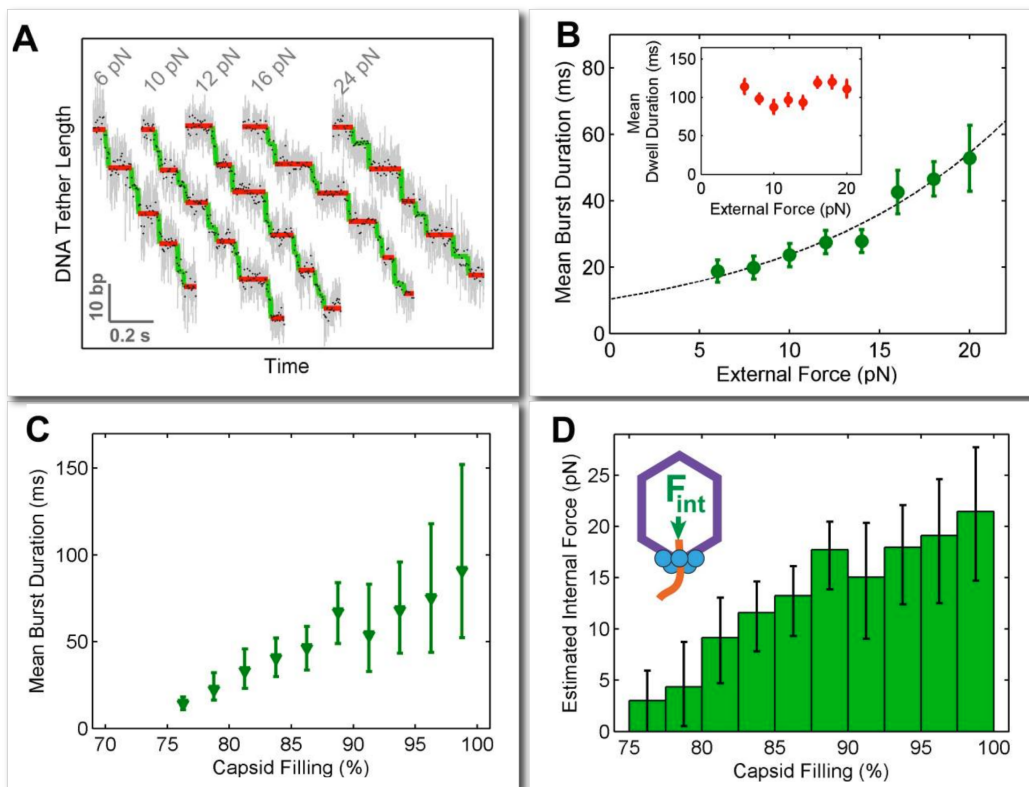 A
6 pN
10 pN
12 pN
16 pN
24 pN
DNA Tether Length
10 bp
0.2 s
Time
B
Mean Burst Duration (ms)
80
60
40
20
0
0 5 10 15 20
External Force (pN)
Mean
Dwell Duration (ms)
150
100
50
0
0 10 20
External Force (pN)
C
Mean Burst Duration (ms)
150
100
50
0
70 75 80 85 90 95 100
Capsid Filling (%)
D
Estimated Internal Force (pN)
25
20
15
10
5
0
75 80 85 90 95 100
Capsid Filling (%)
Fint